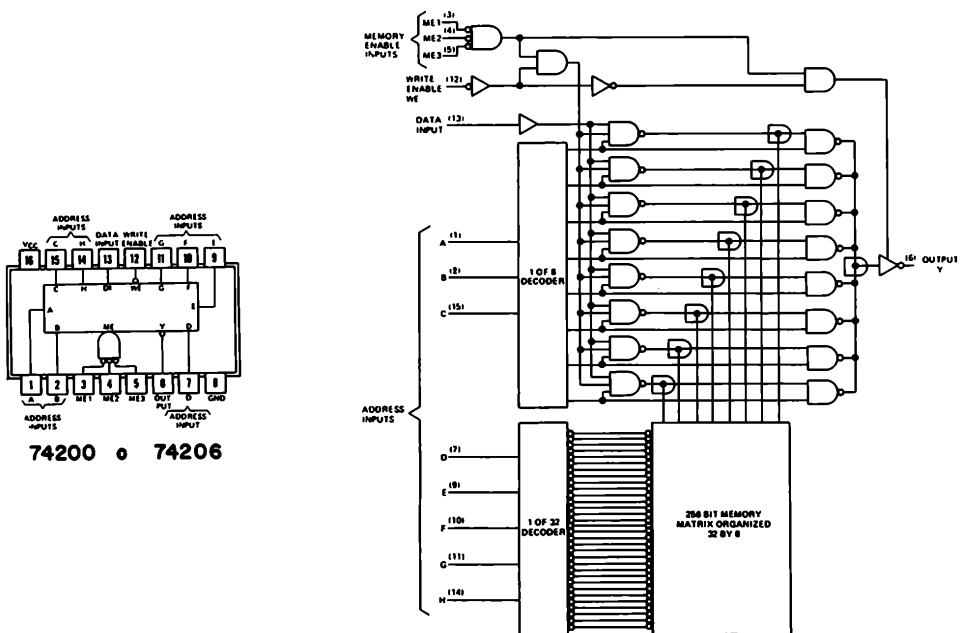 ADDRESS INPUTS
DATA INPUT
WRITE ENABLE
ADDRESS INPUTS
VCC C H G F E
16 15 14 13 12 11 10 9
C H DI WE G F
A E
B ME Y D
1 2 3 4 5 6 7 8
A B ME1 ME2 ME3 OUT PUT D GND
ADDRESS INPUTS
ADDRESS INPUT
74200 o 74206
MEMORY ENABLE INPUTS
ME1 (3)
ME2 (4)
ME3 (5)
WRITE ENABLE WE (12)
DATA INPUT (13)
ADDRESS INPUTS
A (1)
B (2)
C (15)
1 OF 8 DECODER
(6) OUTPUT Y
D (7)
E (9)
F (10)
G (11)
H (14)
1 OF 32 DECODER
256 BIT MEMORY MATRIX ORGANIZED 32 BY 8